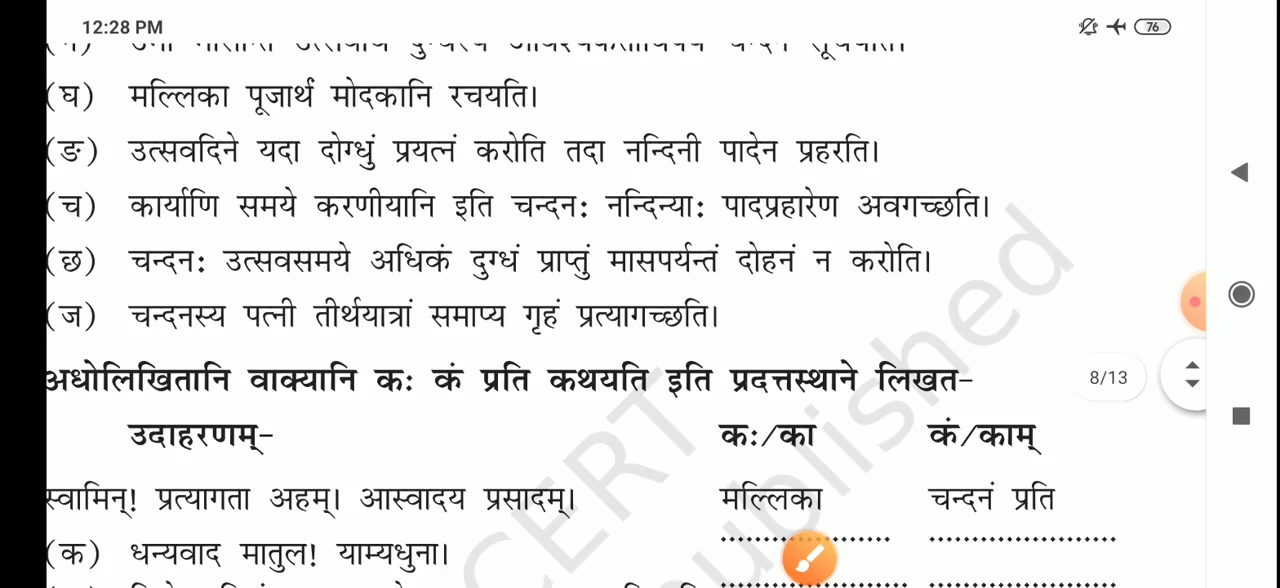 12:28 PM 76
(घ) मल्लिका पूजार्थं मोदकानि रचयति।
(ङ) उत्सवदिने यदा दोग्धुं प्रयत्नं करोति तदा नन्दिनी पादेन प्रहरति।
(च) कार्याणि समये करणीयानि इति चन्दनः नन्दिन्याः पादप्रहारेण अवगच्छति।
(छ) चन्दनः उत्सवसमये अधिकं दुग्धं प्राप्तुं मासपर्यन्तं दोहनं न करोति।
(ज) चन्दनस्य पत्नी तीर्थयात्रां समाप्य गृहं प्रत्यागच्छति।
अधोलिखितानि वाक्यानि कः कं प्रति कथयति इति प्रदत्तस्थाने लिखत-
8/13
उदाहरणम्- कः/का कं/काम्
स्वामिन्! प्रत्यागता अहम्। आस्वादय प्रसादम्। मल्लिका चन्दनं प्रति
(क) धन्यवाद मातुल! याम्यधुना। .................... ....................